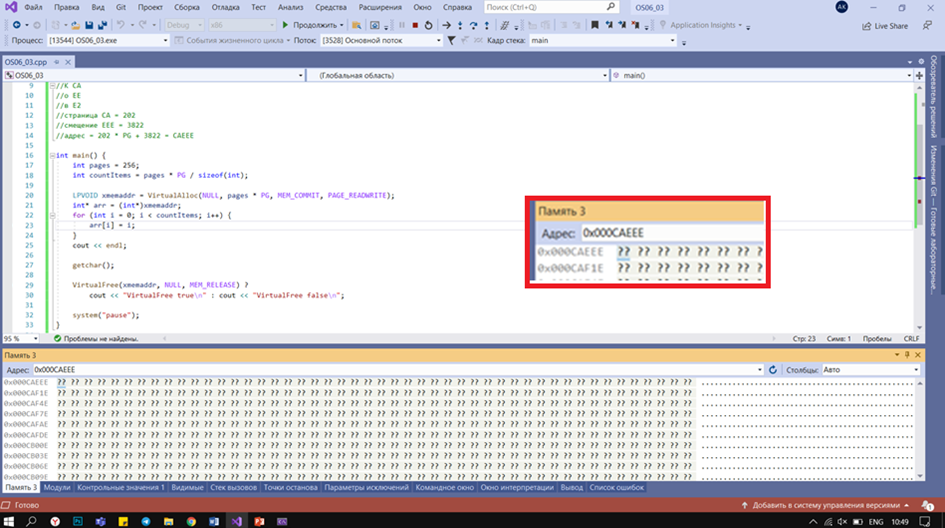 Файл Правка Вид Git Проект Сборка Отладка Тест Анализ Средства Расширения Окно Справка Поиск (Ctrl+Q) OS06_03 AK
Debug x86 Продолжить Application Insights Live Share
Процесс: [13544] OS06_03.exe События жизненного цикла Поток: [3528] Основной поток Кадр стека: main
OS06_03.cpp
OS06_03 (Глобальная область) main()
9 //К CA
10 //о EE
11 //в E2
12 //страница CA = 202
13 //смещение EEE = 3822
14 //адрес = 202 * PG + 3822 = CAEEE
15
16 int main() {
17 int pages = 256;
18 int countItems = pages * PG / sizeof(int);
19
20 LPVOID xmemaddr = VirtualAlloc(NULL, pages * PG, MEM_COMMIT, PAGE_READWRITE);
21 int* arr = (int*)xmemaddr;
22 for (int i = 0; i < countItems; i++) {
23 arr[i] = i;
24 }
25 cout << endl;
26
27 getchar();
28
29 VirtualFree(xmemaddr, NULL, MEM_RELEASE) ?
30 cout << "VirtualFree true\n" : cout << "VirtualFree false\n";
31
32 system("pause");
33 }
Память 3
Адрес: 0x000CAEEE
0x000CAEEE ?? ?? ?? ?? ?? ?? ?? ?
0x000CAF1E ?? ?? ?? ?? ?? ?? ?? ?
Обозреватель решений
Изменения Git — Готовые лабораторные...
95 % Проблемы не найдены. Стр: 23 Симв: 1 Пробелы CRLF
Память 3
Адрес: 0x000CAEEE Столбцы: Авто
0x000CAEEE ?? ?? ?? ?? ?? ?? ?? ?? ?? ?? ?? ?? ?? ?? ?? ?? ?? ?? ?? ?? ?? ?? ?? ?? ?? ?? ?? ?? ?? ?? ?? ?? ?? ?? ?? ?? ?? ?? ?? ?? ?? ?? ?? ?? ?? ?? ?? ?? ................................................
0x000CAF1E ?? ?? ?? ?? ?? ?? ?? ?? ?? ?? ?? ?? ?? ?? ?? ?? ?? ?? ?? ?? ?? ?? ?? ?? ?? ?? ?? ?? ?? ?? ?? ?? ?? ?? ?? ?? ?? ?? ?? ?? ?? ?? ?? ?? ?? ?? ?? ?? ................................................
0x000CAF4E ?? ?? ?? ?? ?? ?? ?? ?? ?? ?? ?? ?? ?? ?? ?? ?? ?? ?? ?? ?? ?? ?? ?? ?? ?? ?? ?? ?? ?? ?? ?? ?? ?? ?? ?? ?? ?? ?? ?? ?? ?? ?? ?? ?? ?? ?? ?? ?? ................................................
0x000CAF7E ?? ?? ?? ?? ?? ?? ?? ?? ?? ?? ?? ?? ?? ?? ?? ?? ?? ?? ?? ?? ?? ?? ?? ?? ?? ?? ?? ?? ?? ?? ?? ?? ?? ?? ?? ?? ?? ?? ?? ?? ?? ?? ?? ?? ?? ?? ?? ?? ................................................
0x000CAFAE ?? ?? ?? ?? ?? ?? ?? ?? ?? ?? ?? ?? ?? ?? ?? ?? ?? ?? ?? ?? ?? ?? ?? ?? ?? ?? ?? ?? ?? ?? ?? ?? ?? ?? ?? ?? ?? ?? ?? ?? ?? ?? ?? ?? ?? ?? ?? ?? ................................................
0x000CAFDE ?? ?? ?? ?? ?? ?? ?? ?? ?? ?? ?? ?? ?? ?? ?? ?? ?? ?? ?? ?? ?? ?? ?? ?? ?? ?? ?? ?? ?? ?? ?? ?? ?? ?? ?? ?? ?? ?? ?? ?? ?? ?? ?? ?? ?? ?? ?? ?? ................................................
0x000CB00E ?? ?? ?? ?? ?? ?? ?? ?? ?? ?? ?? ?? ?? ?? ?? ?? ?? ?? ?? ?? ?? ?? ?? ?? ?? ?? ?? ?? ?? ?? ?? ?? ?? ?? ?? ?? ?? ?? ?? ?? ?? ?? ?? ?? ?? ?? ?? ?? ................................................
0x000CB03E ?? ?? ?? ?? ?? ?? ?? ?? ?? ?? ?? ?? ?? ?? ?? ?? ?? ?? ?? ?? ?? ?? ?? ?? ?? ?? ?? ?? ?? ?? ?? ?? ?? ?? ?? ?? ?? ?? ?? ?? ?? ?? ?? ?? ?? ?? ?? ?? ................................................
0x000CB06E ?? ?? ?? ?? ?? ?? ?? ?? ?? ?? ?? ?? ?? ?? ?? ?? ?? ?? ?? ?? ?? ?? ?? ?? ?? ?? ?? ?? ?? ?? ?? ?? ?? ?? ?? ?? ?? ?? ?? ?? ?? ?? ?? ?? ?? ?? ?? ?? ................................................
0x000CB09E ?? ?? ?? ?? ?? ?? ?? ?? ?? ?? ?? ?? ?? ?? ?? ?? ?? ?? ?? ?? ?? ?? ?? ?? ?? ?? ?? ?? ?? ?? ?? ?? ?? ?? ?? ?? ?? ?? ?? ?? ?? ?? ?? ?? ?? ?? ?? ?? ................................................
Память 3 Модули Контрольные значения 1 Видимые Стек вызовов Точки останова Параметры исключений Командное окно Окно интерпретации Вывод Список ошибок
Готово Добавить в систему управления версиями
ENG 10:49